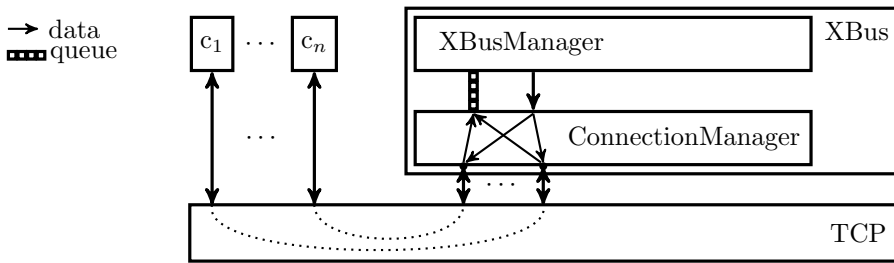 data
queue
c1 ... cn
XBusManager
XBus
ConnectionManager
...
...
TCP